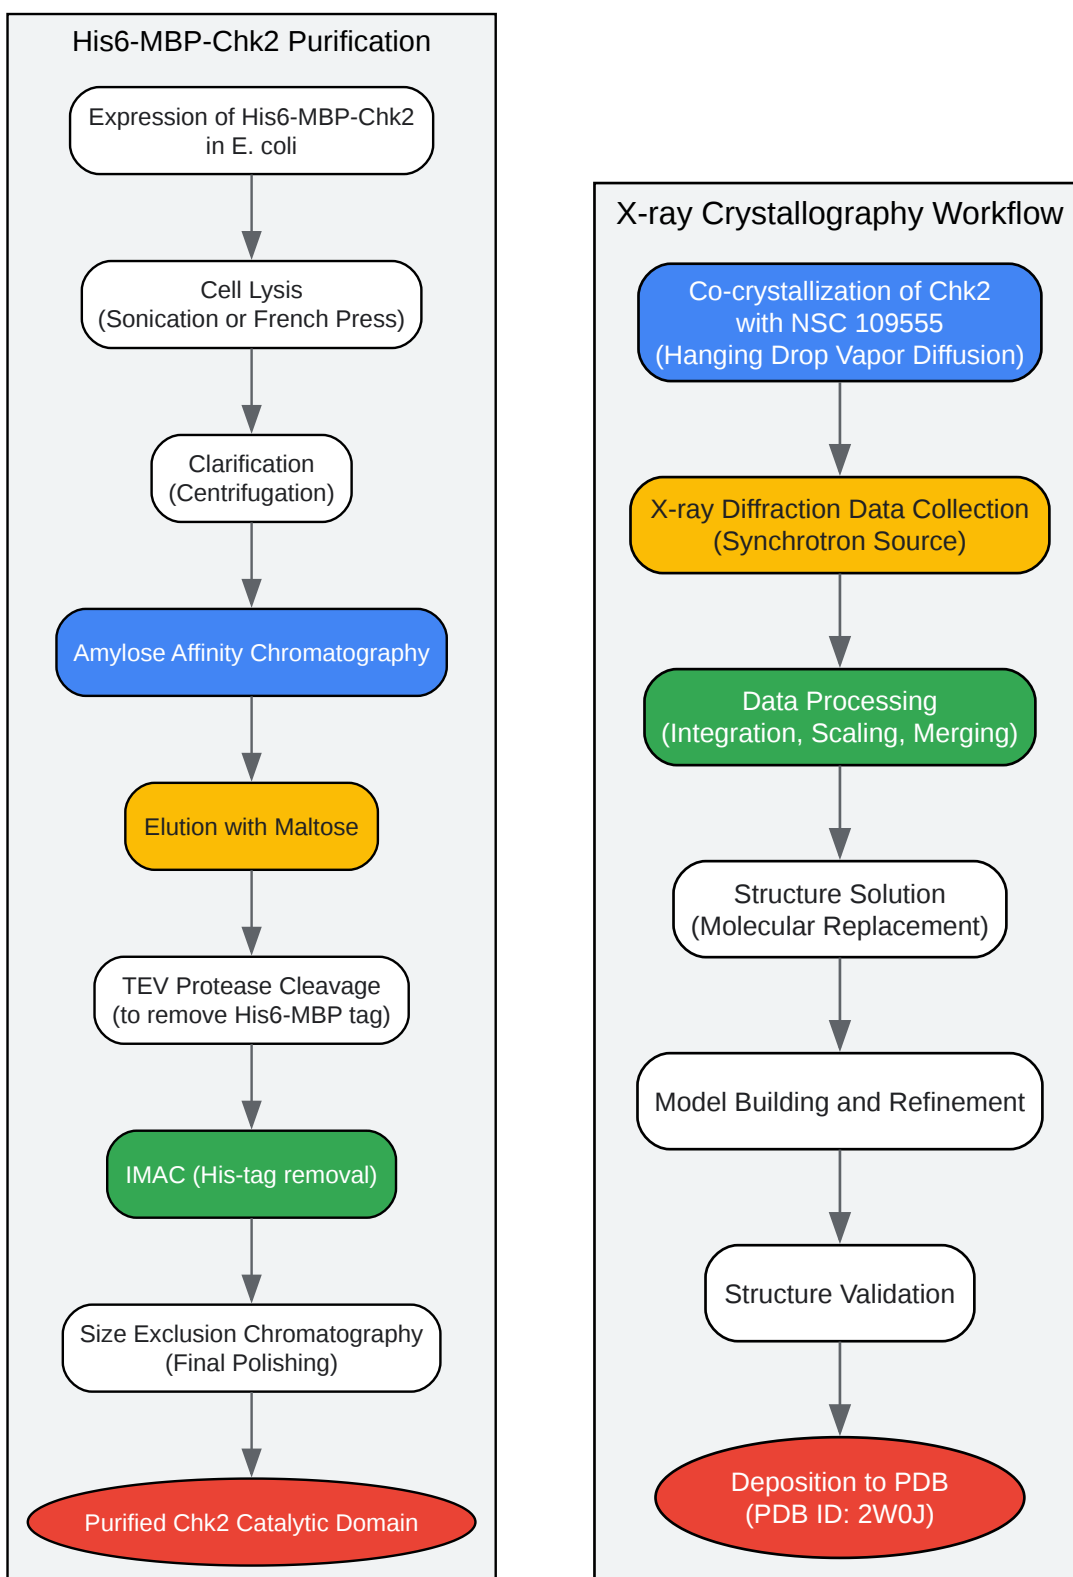 His6-MBP-Chk2 Purification
Expression of His6-MBP-Chk2
in E. coli
Cell Lysis
(Sonication or French Press)
Clarification
(Centrifugation)
Amylose Affinity Chromatography
Elution with Maltose
TEV Protease Cleavage
(to remove His6-MBP tag)
IMAC (His-tag removal)
Size Exclusion Chromatography
(Final Polishing)
Purified Chk2 Catalytic Domain
X-ray Crystallography Workflow
Co-crystallization of Chk2
with NSC 109555
(Hanging Drop Vapor Diffusion)
X-ray Diffraction Data Collection
(Synchrotron Source)
Data Processing
(Integration, Scaling, Merging)
Structure Solution
(Molecular Replacement)
Model Building and Refinement
Structure Validation
Deposition to PDB
(PDB ID: 2W0J)